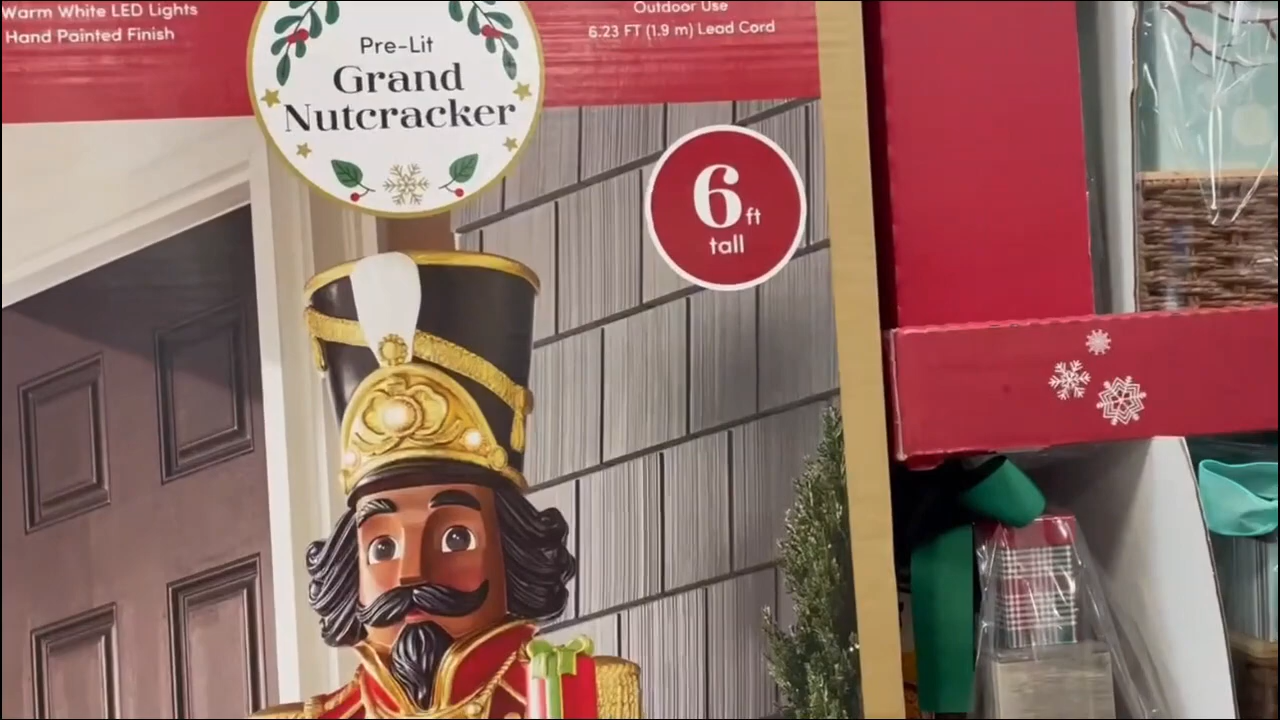 Warm White LED Lights
Hand Painted Finish
Pre-Lit
Grand
Nutcracker
Outdoor Use
6.23 FT (1.9 m) Lead Cord
6 ft
tall